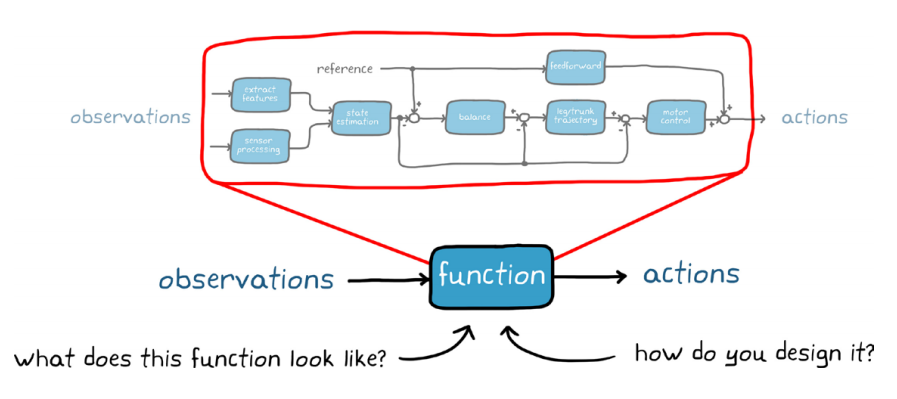 reference
feedforward
extract
features
observations
state
estimation
balance
leg/trunk
trajectory
motor
control
actions
sensor
processing
+
-
+
-
+
-
+
+
observations
function
actions
what does this function look like?
how do you design it?